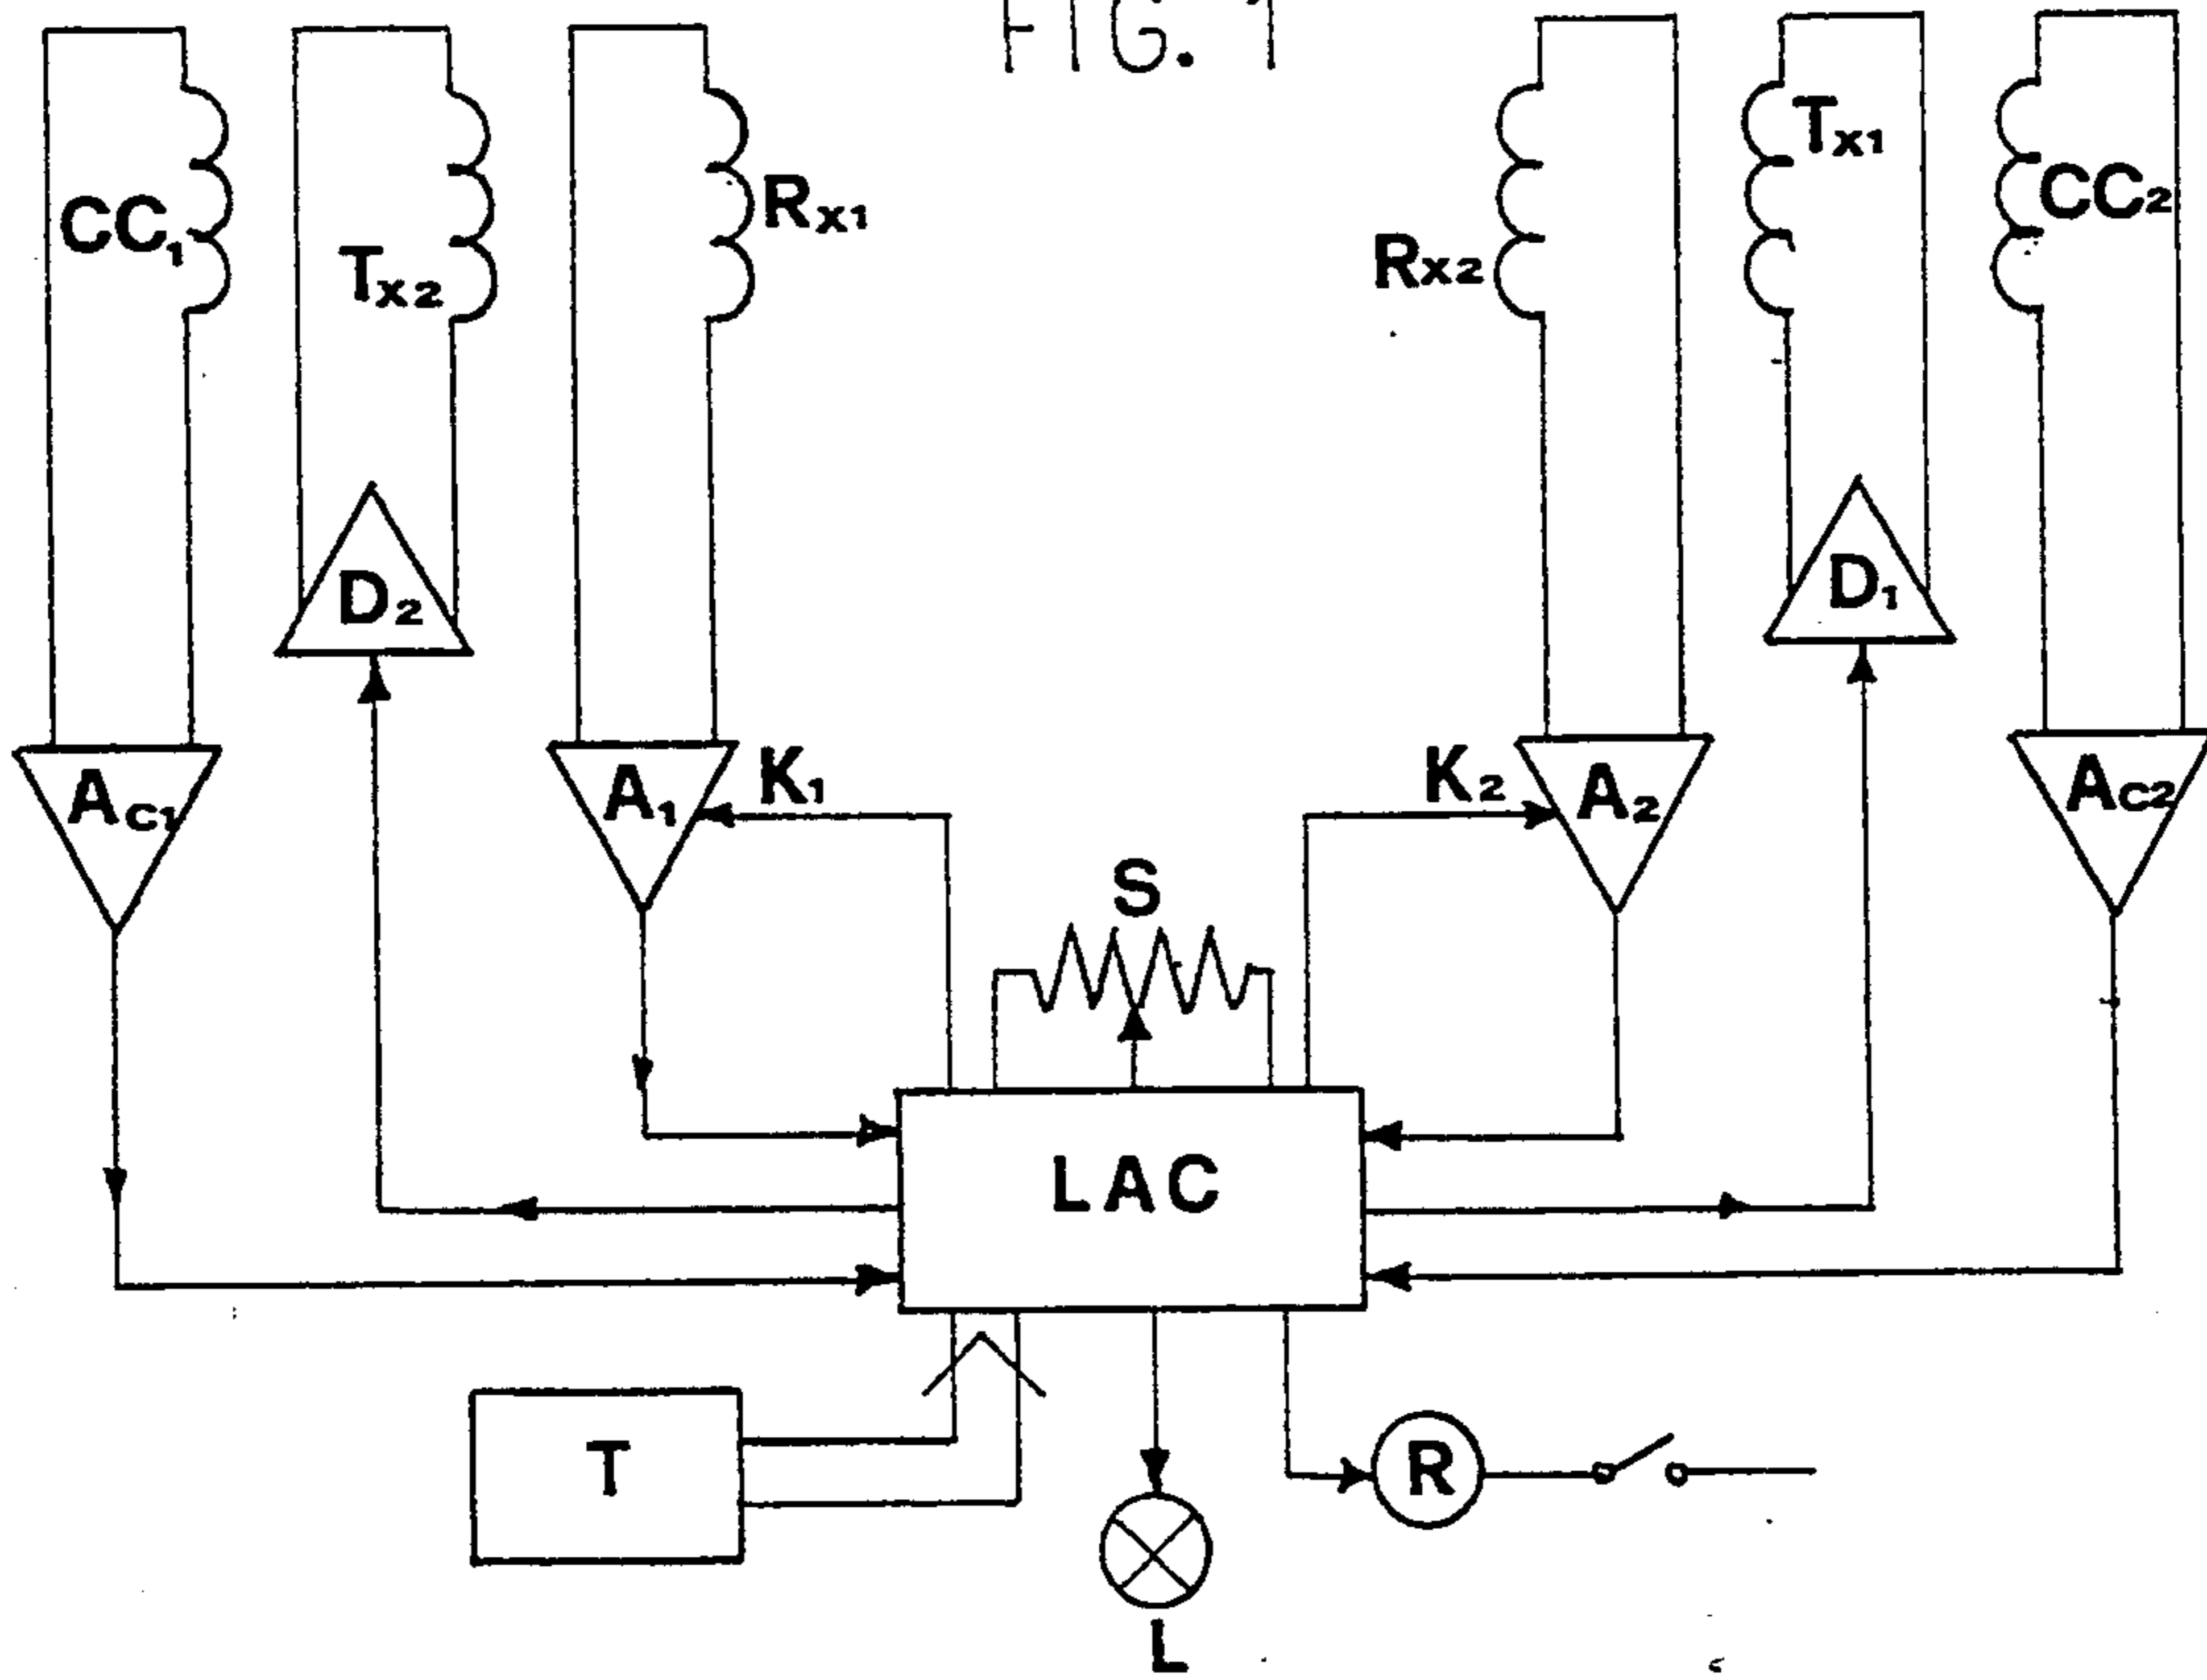 FIG. 1
CC1
Tx2
Rx1
Rx2
Tx1
CC2
D2
D1
AC1
A1
K1
K2
A2
AC2
S
LAC
T
R
L